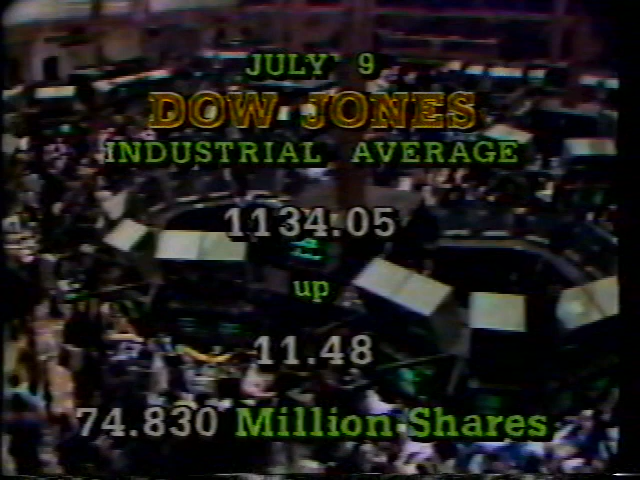 JULY 9
DOW JONES
INDUSTRIAL AVERAGE
1134.05
up
11.48
74.830 Million Shares